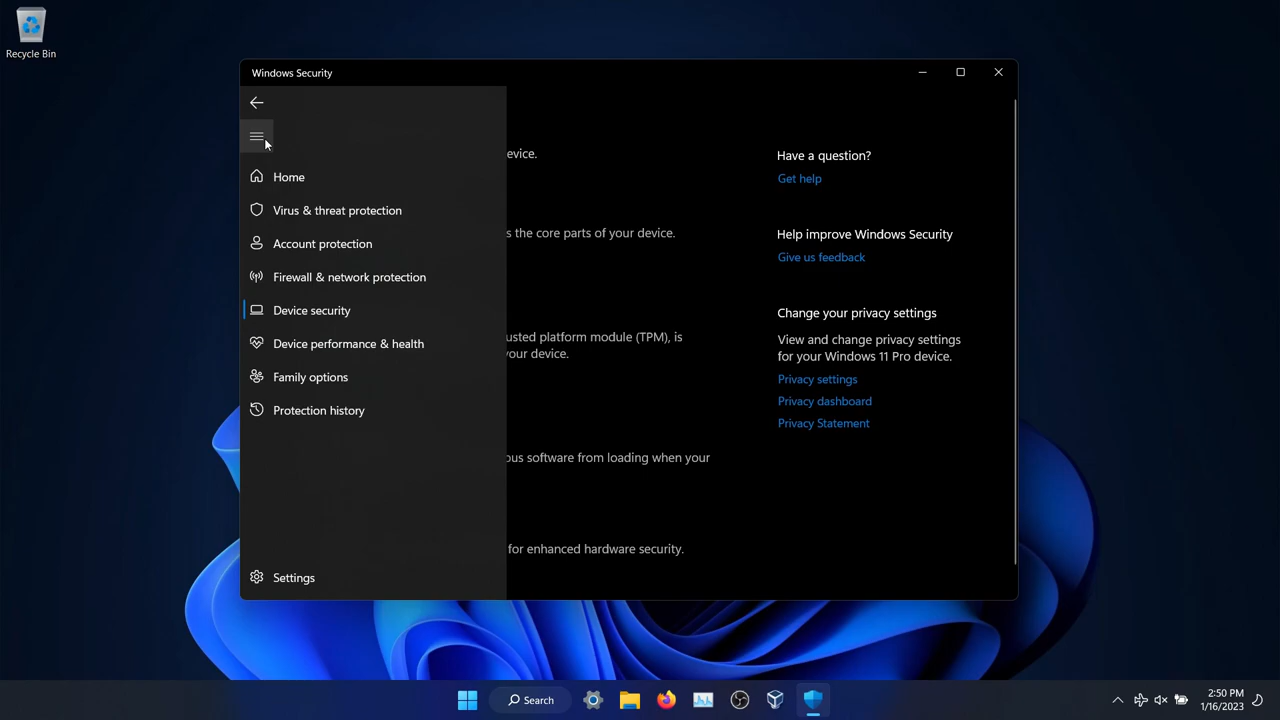 Recycle Bin
Windows Security
Home
Virus & threat protection
Account protection
Firewall & network protection
Device security
Device performance & health
Family options
Protection history
Settings
evice.
s the core parts of your device.
usted platform module (TPM), is
your device.
ous software from loading when your
for enhanced hardware security.
Have a question?
Get help
Help improve Windows Security
Give us feedback
Change your privacy settings
View and change privacy settings
for your Windows 11 Pro device.
Privacy settings
Privacy dashboard
Privacy Statement
Search
2:50 PM
1/16/2023